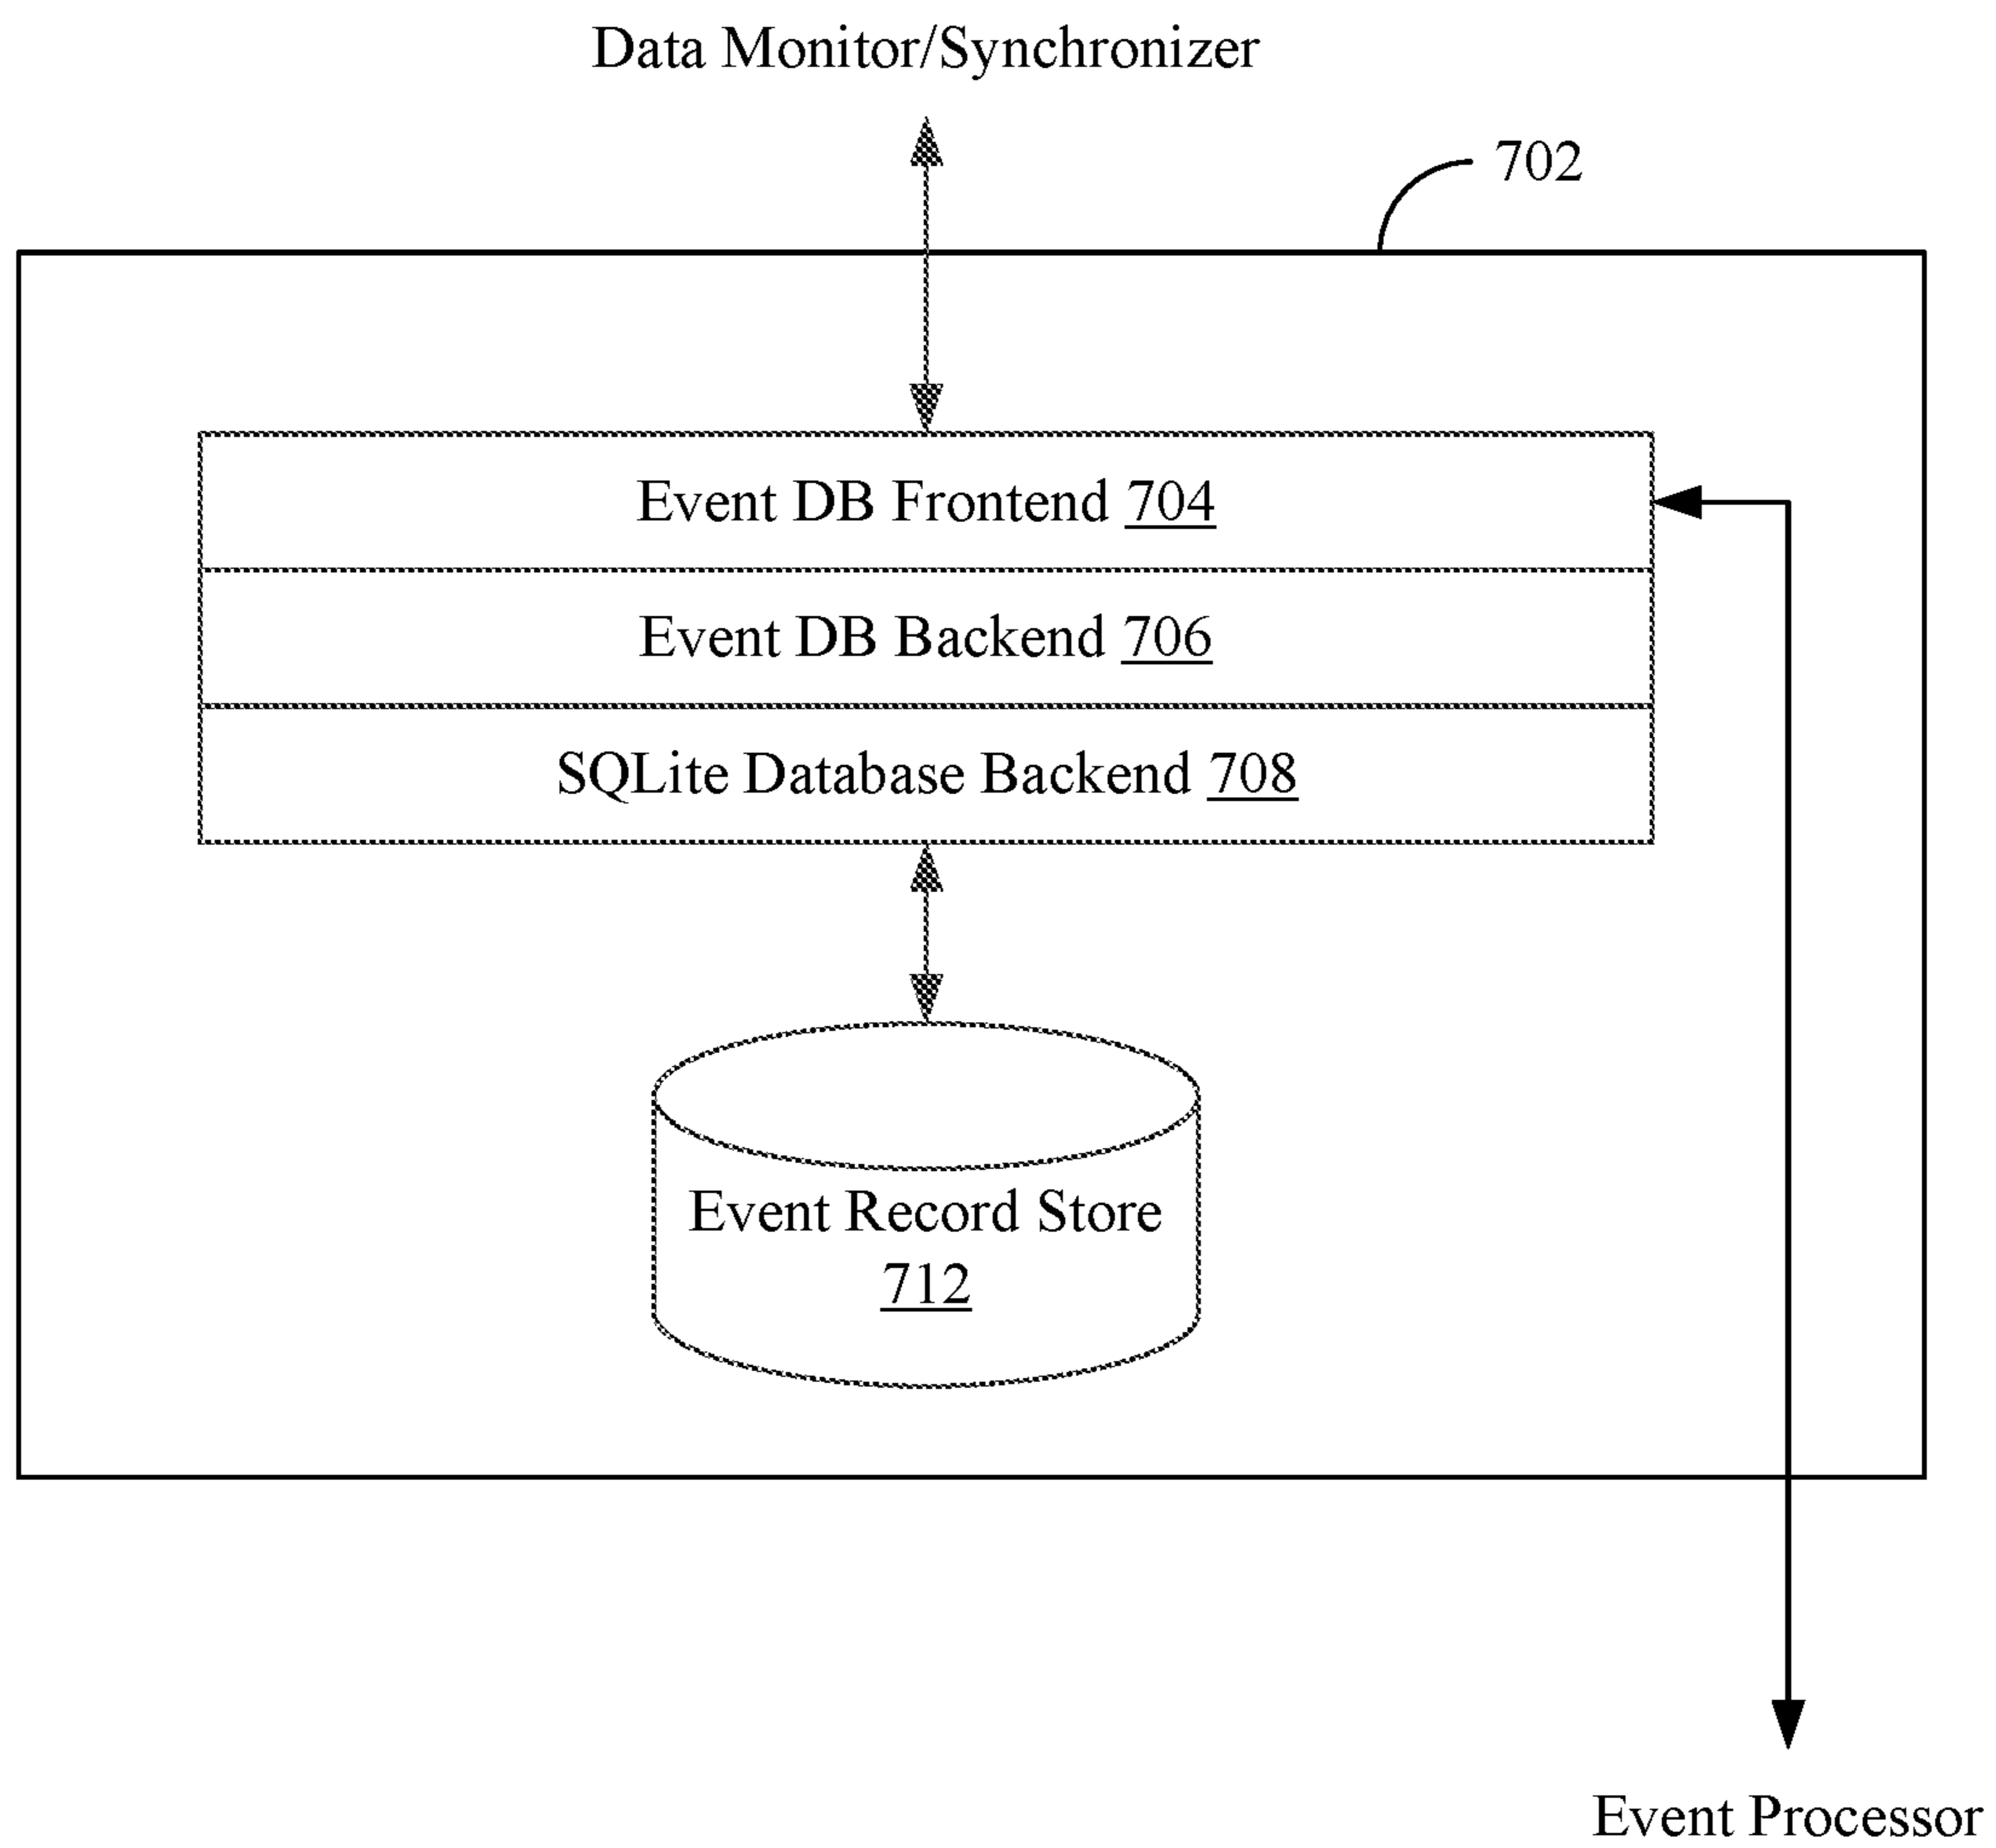 Data Monitor/Synchronizer
702
Event DB Frontend 704
Event DB Backend 706
SQLite Database Backend 708
Event Record Store
712
Event Processor